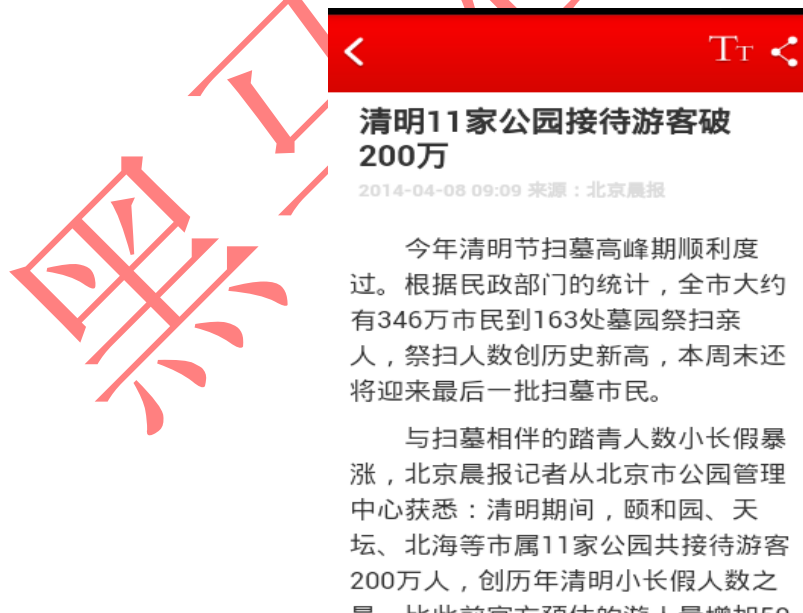 黑
TT
清明11家公园接待游客破
200万
2014-04-08 09:09 来源：北京晨报
今年清明节扫墓高峰期顺利度
过。根据民政部门的统计，全市大约
有346万市民到163处墓园祭扫亲
人，祭扫人数创历史新高，本周末还
将迎来最后一批扫墓市民。
与扫墓相伴的踏青人数小长假暴
涨，北京晨报记者从北京市公园管理
中心获悉：清明期间，颐和园、天
坛、北海等市属11家公园共接待游客
200万人，创历年清明小长假人数之